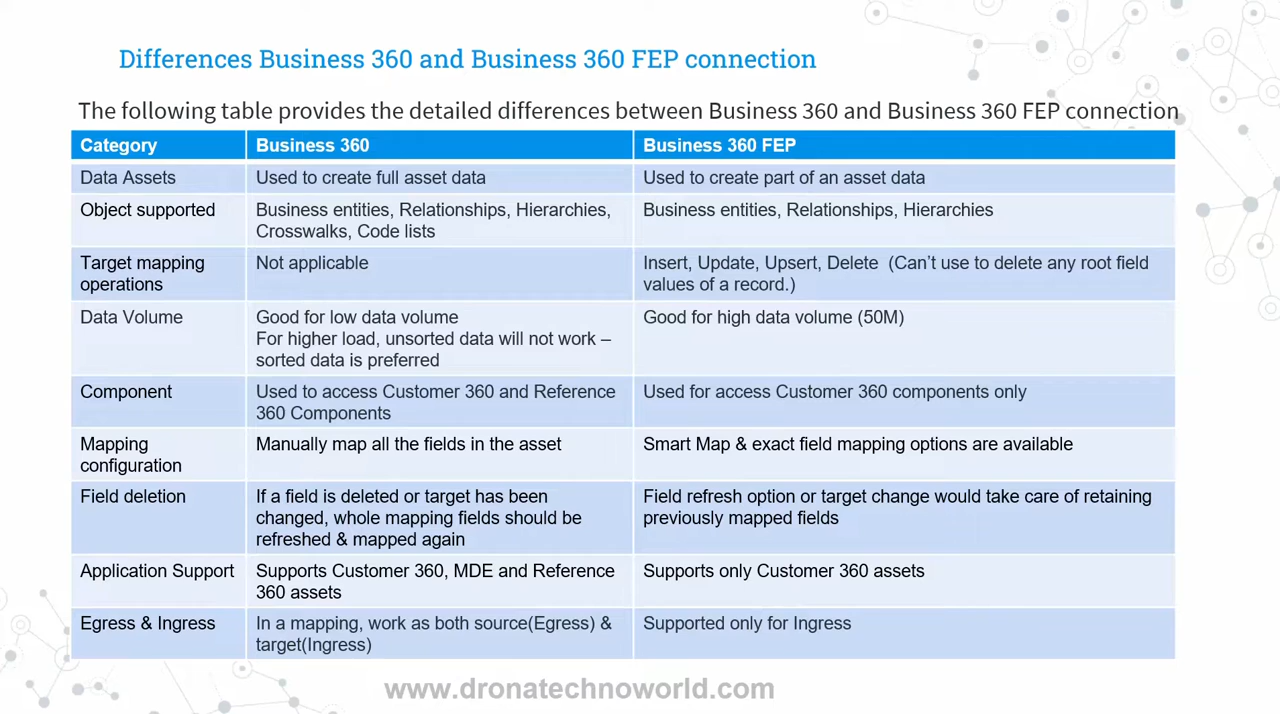 Differences Business 360 and Business 360 FEP connection
The following table provides the detailed differences between Business 360 and Business 360 FEP connection
Category
Business 360
Business 360 FEP
Data Assets
Used to create full asset data
Used to create part of an asset data
Object supported
Business entities, Relationships, Hierarchies,
Crosswalks, Code lists
Business entities, Relationships, Hierarchies
Target mapping
operations
Not applicable
Insert, Update, Upsert, Delete (Can't use to delete any root field
values of a record.)
Data Volume
Good for low data volume
For higher load, unsorted data will not work –
sorted data is preferred
Good for high data volume (50M)
Component
Used to access Customer 360 and Reference
360 Components
Used for access Customer 360 components only
Mapping
configuration
Manually map all the fields in the asset
Smart Map & exact field mapping options are available
Field deletion
If a field is deleted or target has been
changed, whole mapping fields should be
refreshed & mapped again
Field refresh option or target change would take care of retaining
previously mapped fields
Application Support
Supports Customer 360, MDE and Reference
360 assets
Supports only Customer 360 assets
Egress & Ingress
In a mapping, work as both source(Egress) &
target(Ingress)
Supported only for Ingress
www.dronatechnoworld.com